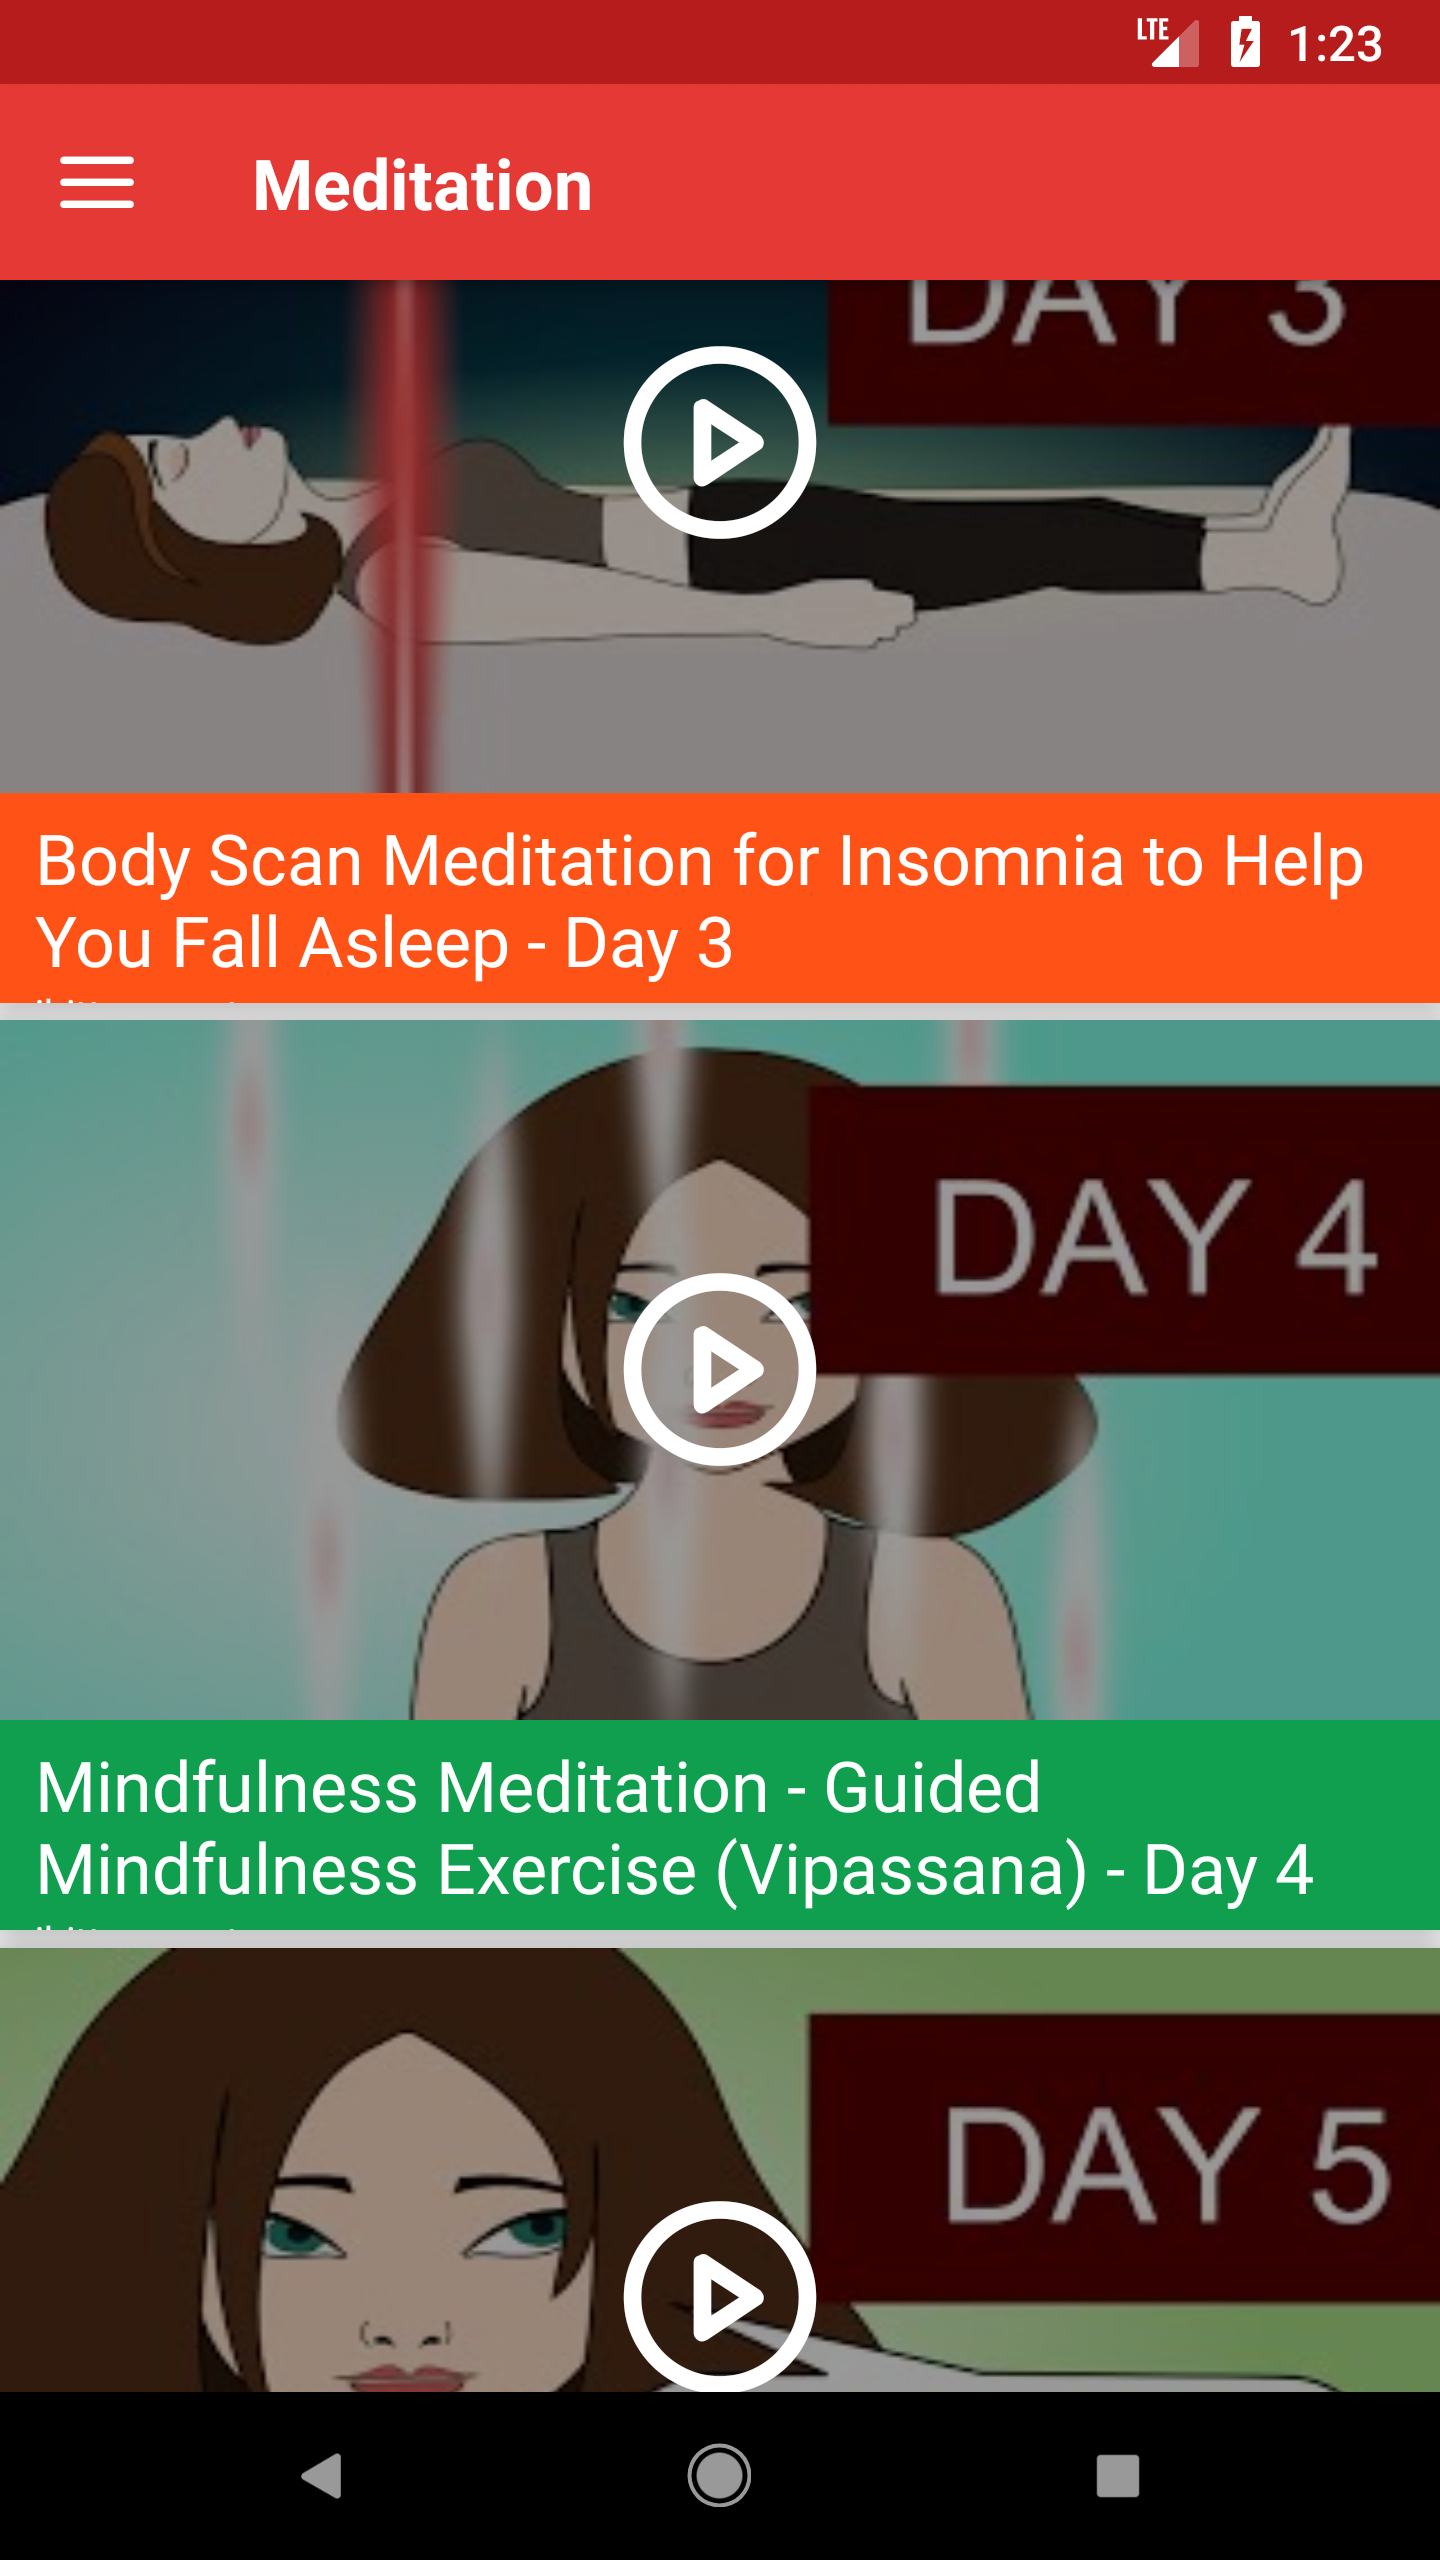 LTE 1:23
Meditation
DAY 3
Body Scan Meditation for Insomnia to Help
You Fall Asleep - Day 3
DAY 4
Mindfulness Meditation - Guided
Mindfulness Exercise (Vipassana) - Day 4
DAY 5